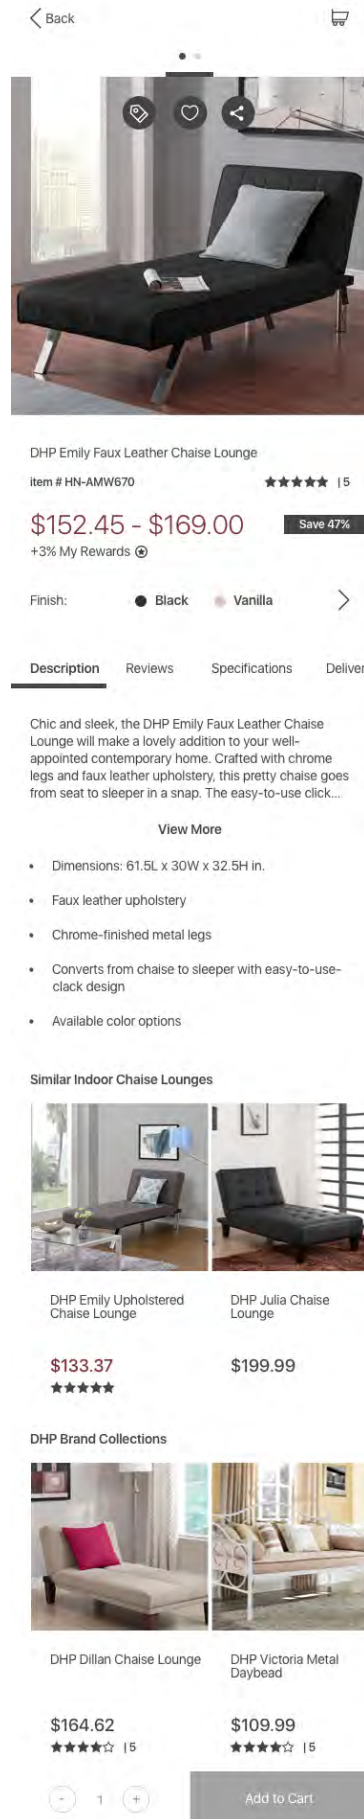 Back
DHP Emily Faux Leather Chaise Lounge
item # HN-AMW670 ★★★★★ | 5
$152.45 - $169.00 Save 47%
+3% My Rewards
Finish: Black Vanilla
Description Reviews Specifications Deliver
Chic and sleek, the DHP Emily Faux Leather Chaise
Lounge will make a lovely addition to your well-
appointed contemporary home. Crafted with chrome
legs and faux leather upholstery, this pretty chaise goes
from seat to sleeper in a snap. The easy-to-use click...
View More
• Dimensions: 61.5L x 30W x 32.5H in.
• Faux leather upholstery
• Chrome-finished metal legs
• Converts from chaise to sleeper with easy-to-use-
clack design
• Available color options
Similar Indoor Chaise Lounges
DHP Emily Upholstered
Chaise Lounge
$133.37
★★★★★
DHP Julia Chaise
Lounge
$199.99
DHP Brand Collections
DHP Dillan Chaise Lounge
$164.62
★★★★☆ | 5
DHP Victoria Metal
Daybead
$109.99
★★★★☆ | 5
- 1 + Add to Cart